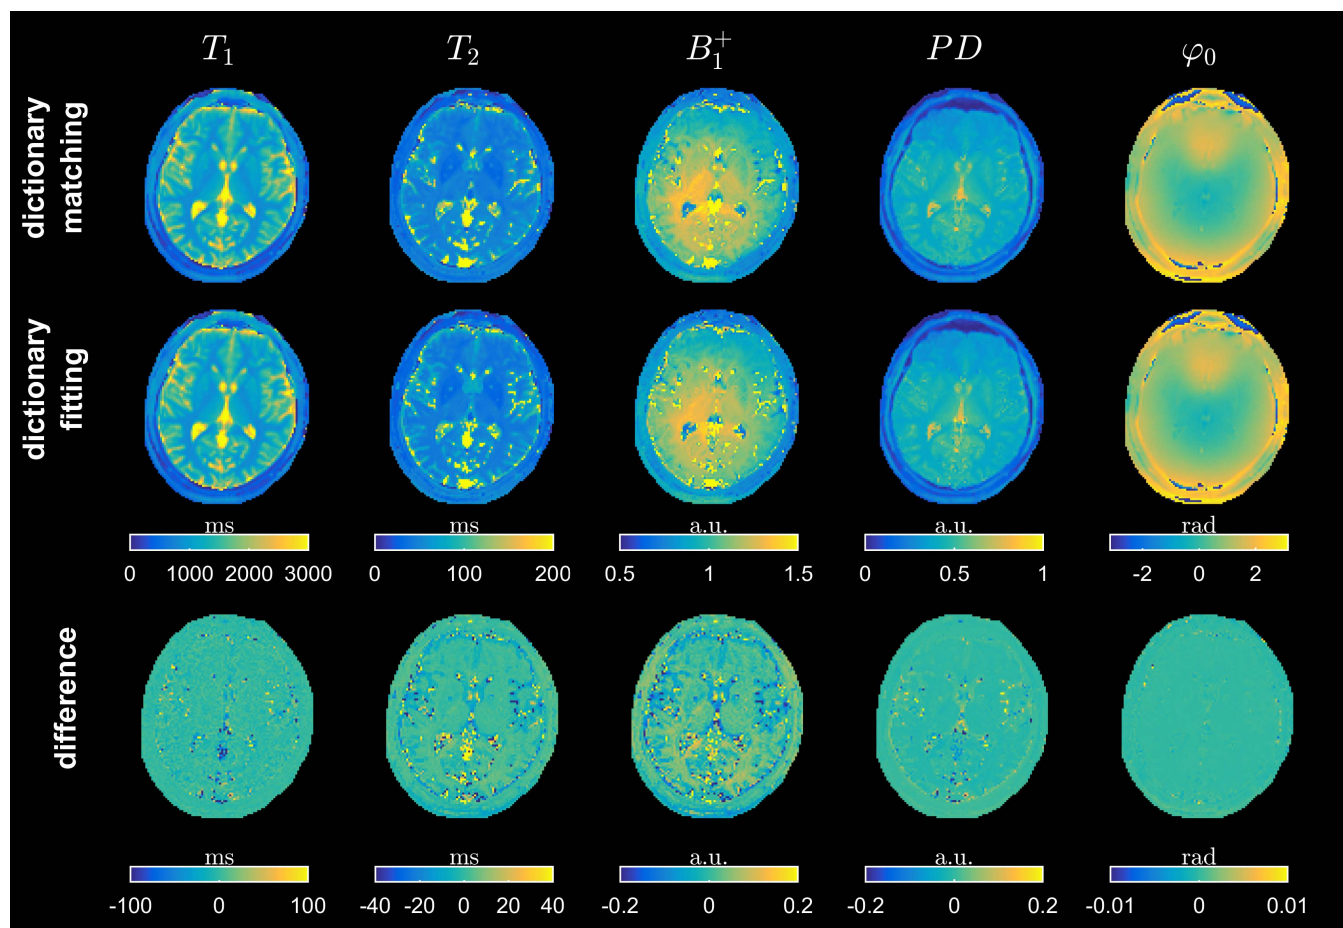 T₁ T₂ B₁⁺ PD φ₀
dictionary
matching
dictionary
fitting
ms ms a.u. a.u. rad
0 1000 2000 3000 0 100 200 0.5 1 1.5 0 0.5 1 -2 0 2
difference
ms ms a.u. a.u. rad
-100 0 100 -40 -20 0 20 40 -0.2 0 0.2 -0.2 0 0.2 -0.01 0 0.01